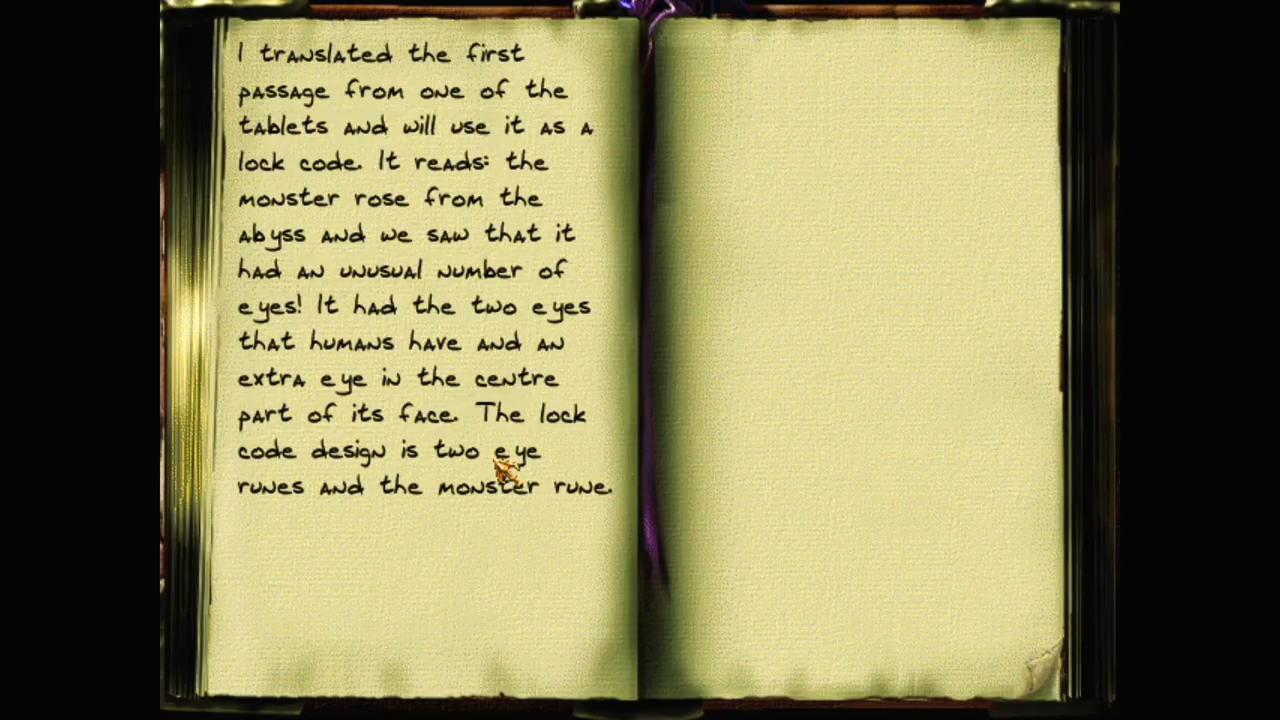 I translated the first
passage from one of the
tablets and will use it as a
lock code. It reads: the
monster rose from the
abyss and we saw that it
had an unusual number of
eyes! It had the two eyes
that humans have and an
extra eye in the centre
part of its face. The lock
code design is two eye
runes and the monster rune.